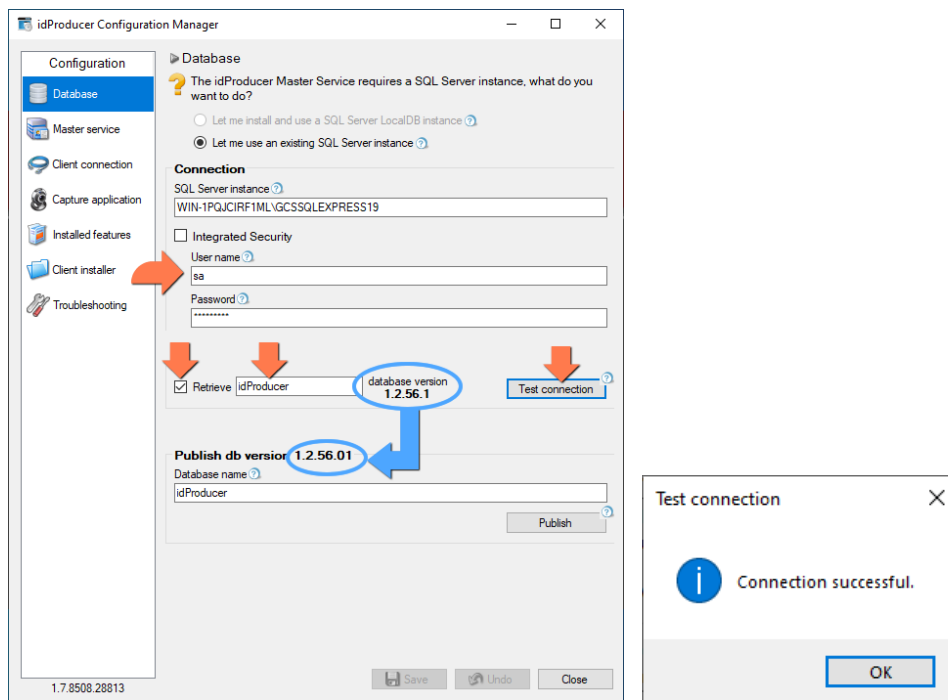 idProducer Configuration Manager
Configuration
Database
Master service
Client connection
Capture application
Installed features
Client installer
Troubleshooting
1.7.8508.28813
Database
The idProducer Master Service requires a SQL Server instance, what do you
want to do?
Let me install and use a SQL Server LocalDB instance
Let me use an existing SQL Server instance
Connection
SQL Server instance
WIN-1PQJCIRF1ML\GCSSQLEXPRESS19
Integrated Security
User name
sa
Password
*********
Retrieve idProducer
database version
1.2.56.1
Test connection
Publish db version 1.2.56.01
Database name
idProducer
Publish
Save Undo Close
Test connection
Connection successful.
OK